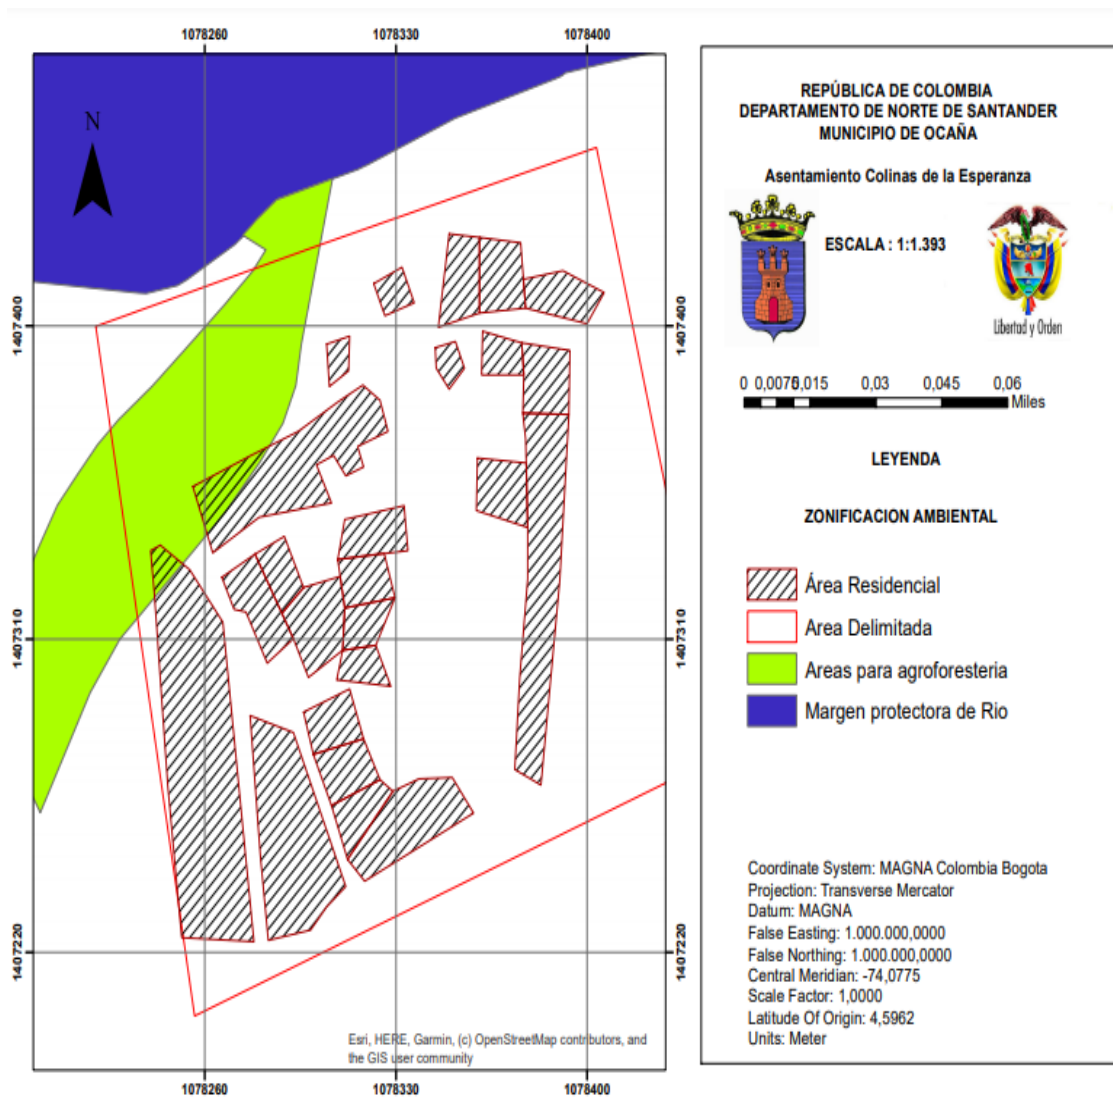 1078260 1078330 1078400
N
1407400 1407400
1407310 1407310
1407220 1407220
Esri, HERE, Garmin, (c) OpenStreetMap contributors, and
the GIS user community
1078260 1078330 1078400
REPÚBLICA DE COLOMBIA
DEPARTAMENTO DE NORTE DE SANTANDER
MUNICIPIO DE OCAÑA
Asentamiento Colinas de la Esperanza
ESCALA : 1:1.393
Libertad y Orden
0 0,0075 0,015 0,03 0,045 0,06
Miles
LEYENDA
ZONIFICACION AMBIENTAL
Área Residencial
Area Delimitada
Areas para agroforesteria
Margen protectora de Rio
Coordinate System: MAGNA Colombia Bogota
Projection: Transverse Mercator
Datum: MAGNA
False Easting: 1.000.000,0000
False Northing: 1.000.000,0000
Central Meridian: -74,0775
Scale Factor: 1,0000
Latitude Of Origin: 4,5962
Units: Meter